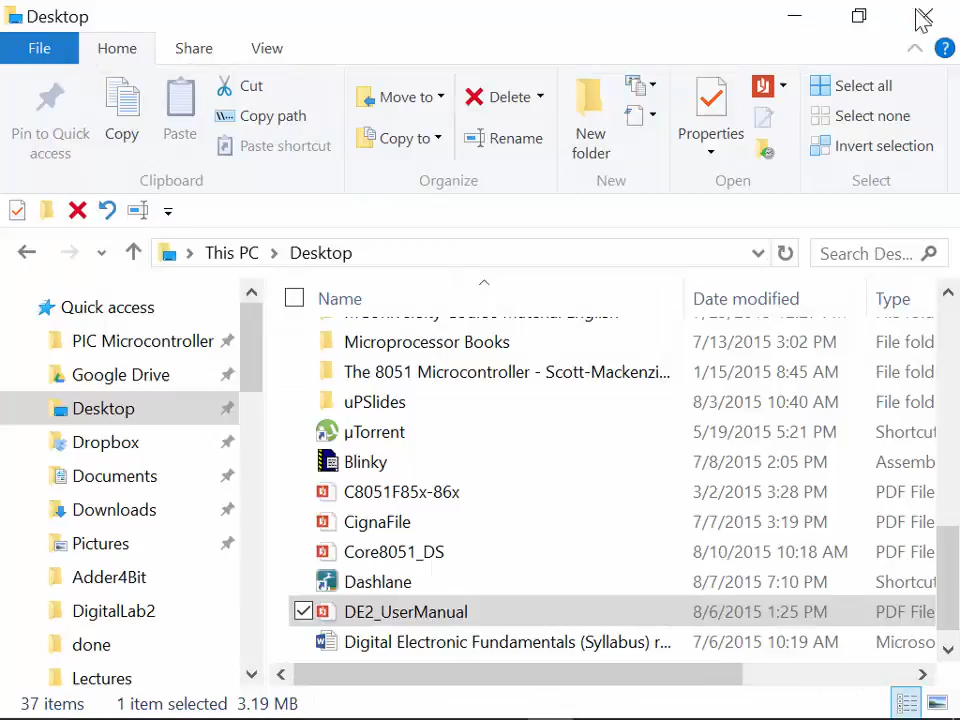 Desktop
File Home Share View
Pin to Quick access
Copy
Paste
Cut
Copy path
Paste shortcut
Clipboard
Move to
Copy to
Delete
Rename
Organize
New folder
New
Properties
Open
Select all
Select none
Invert selection
Select
This PC > Desktop
Search Des...
Quick access
PIC Microcontroller
Google Drive
Desktop
Dropbox
Documents
Downloads
Pictures
Adder4Bit
DigitalLab2
done
Lectures
Name Date modified Type
Microprocessor Books 7/13/2015 3:02 PM File fold
The 8051 Microcontroller - Scott-Mackenzi... 1/15/2015 8:45 AM File fold
uPSlides 8/3/2015 10:40 AM File fold
µTorrent 5/19/2015 5:21 PM Shortcu
Blinky 7/8/2015 2:05 PM Assemb
C8051F85x-86x 3/2/2015 3:28 PM PDF File
CignaFile 7/7/2015 3:19 PM PDF File
Core8051_DS 8/10/2015 10:18 AM PDF File
Dashlane 8/7/2015 7:10 PM Shortcu
DE2_UserManual 8/6/2015 1:25 PM PDF File
Digital Electronic Fundamentals (Syllabus) r... 7/6/2015 10:19 AM Microso
37 items 1 item selected 3.19 MB